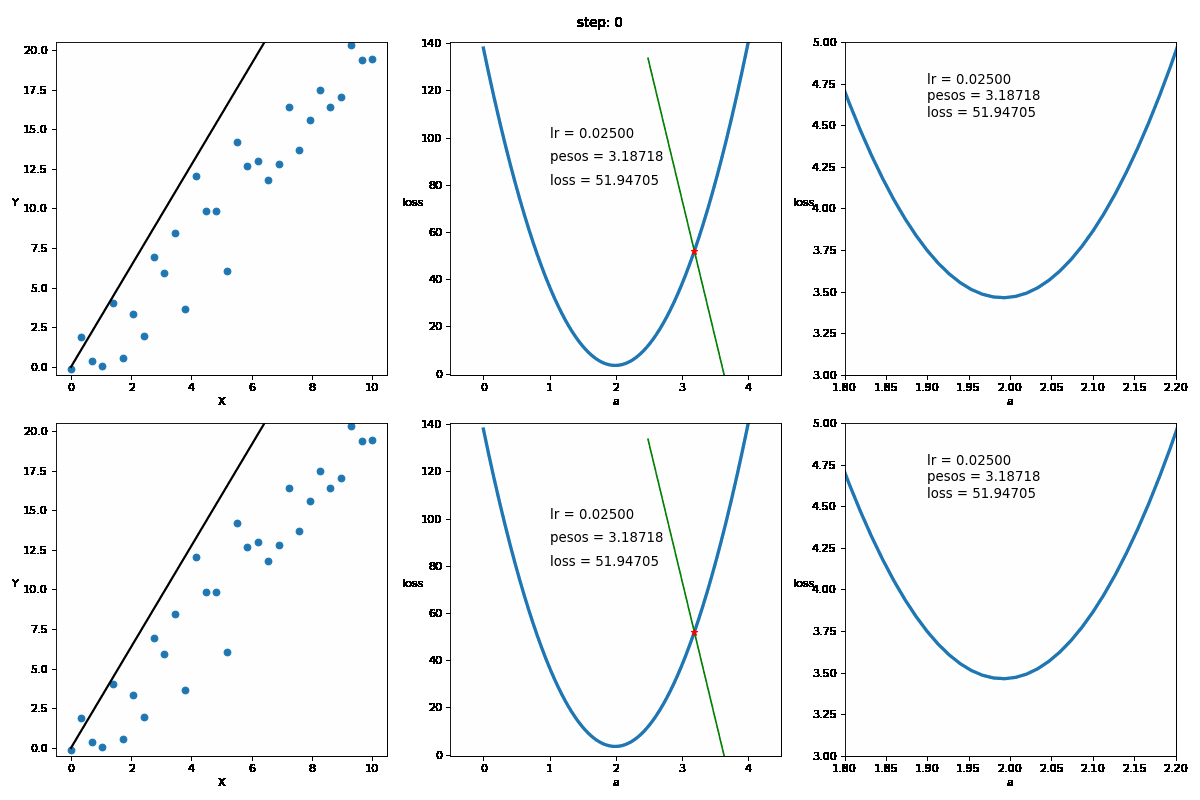 step: 0
20.0
17.5
15.0
12.5
10.0
7.5
5.0
2.5
0.0
Y
0 2 4 6 8 10
X
140
120
100
80
60
40
20
0
loss
lr = 0.02500
pesos = 3.18718
loss = 51.94705
0 1 2 3 4
a
5.00
4.75
4.50
4.25
4.00
3.75
3.50
3.25
3.00
loss
lr = 0.02500
pesos = 3.18718
loss = 51.94705
1.80 1.85 1.90 1.95 2.00 2.05 2.10 2.15 2.20
a
20.0
17.5
15.0
12.5
10.0
7.5
5.0
2.5
0.0
Y
0 2 4 6 8 10
X
140
120
100
80
60
40
20
0
loss
lr = 0.02500
pesos = 3.18718
loss = 51.94705
0 1 2 3 4
a
5.00
4.75
4.50
4.25
4.00
3.75
3.50
3.25
3.00
loss
lr = 0.02500
pesos = 3.18718
loss = 51.94705
1.80 1.85 1.90 1.95 2.00 2.05 2.10 2.15 2.20
a